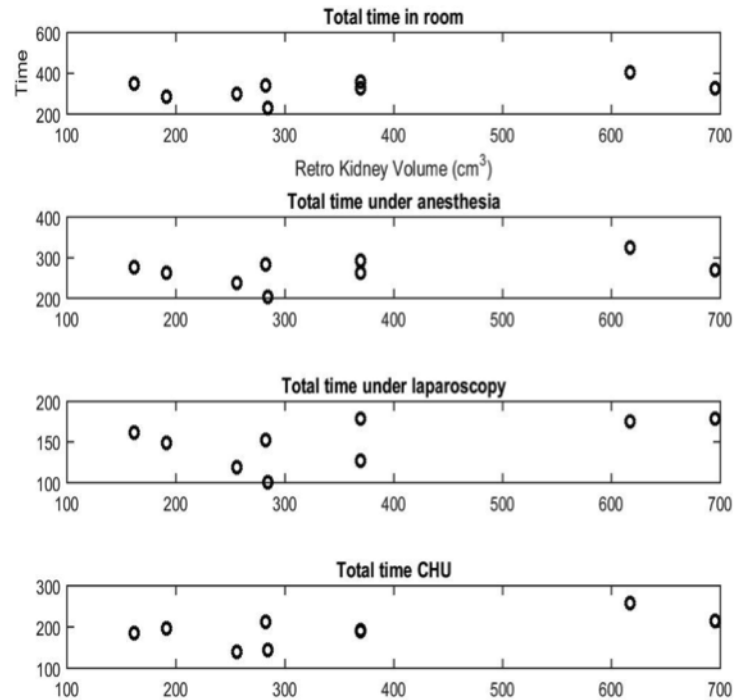 Total time in room
600
400
200
Time
100 200 300 400 500 600 700
Retro Kidney Volume (cm³)
Total time under anesthesia
400
300
200
100 200 300 400 500 600 700
Total time under laparoscopy
200
150
100
100 200 300 400 500 600 700
Total time CHU
300
200
100
100 200 300 400 500 600 700